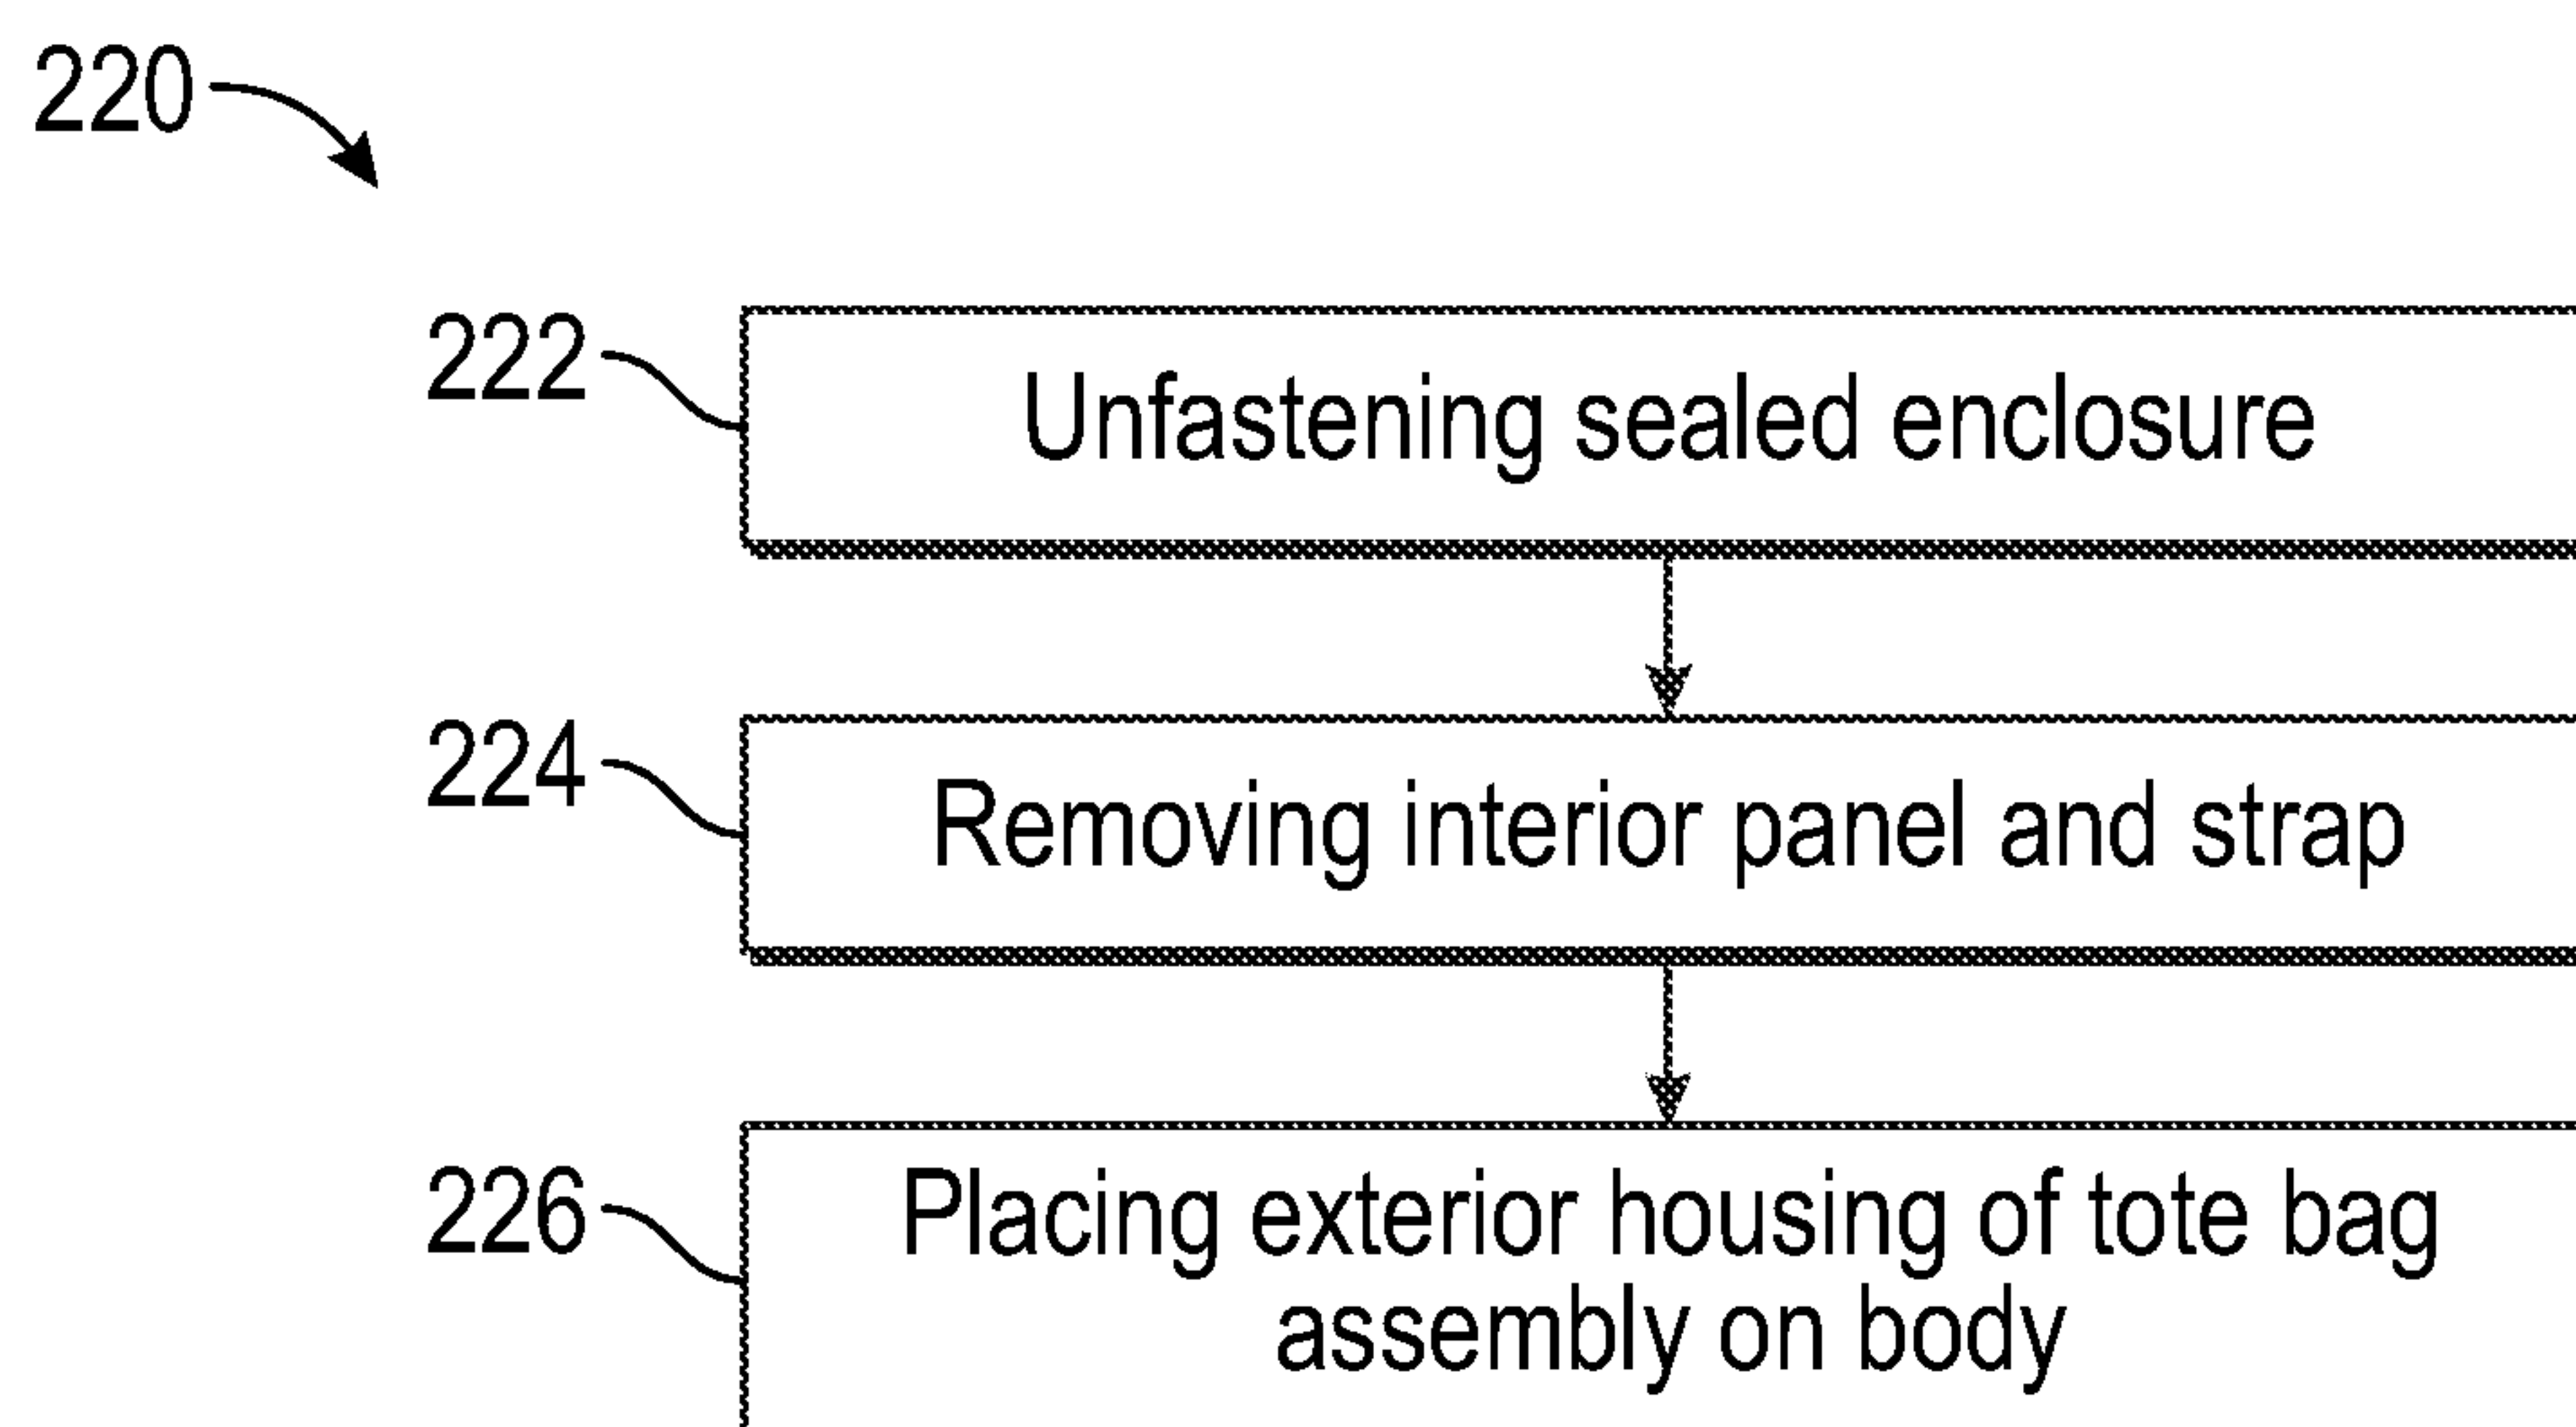 220
222
Unfastening sealed enclosure
224
Removing interior panel and strap
226
Placing exterior housing of tote bag
assembly on body